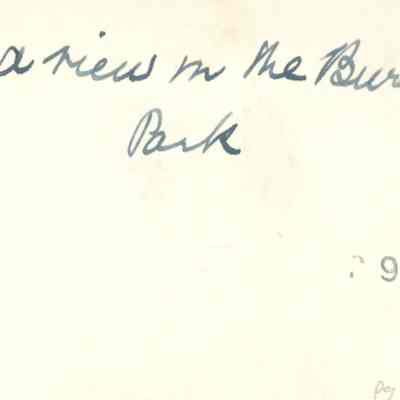 a view in the Bur
Park
9